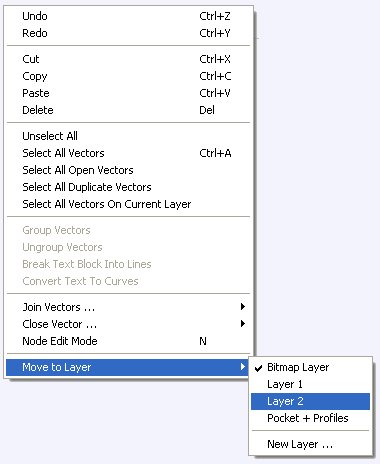 Undo Ctrl+Z
Redo Ctrl+Y
Cut Ctrl+X
Copy Ctrl+C
Paste Ctrl+V
Delete Del
Unselect All
Select All Vectors Ctrl+A
Select All Open Vectors
Select All Duplicate Vectors
Select All Vectors On Current Layer
Group Vectors
Ungroup Vectors
Break Text Block Into Lines
Convert Text To Curves
Join Vectors ...
Close Vector ...
Node Edit Mode N
Move to Layer
Bitmap Layer
Layer 1
Layer 2
Pocket + Profiles
New Layer ...